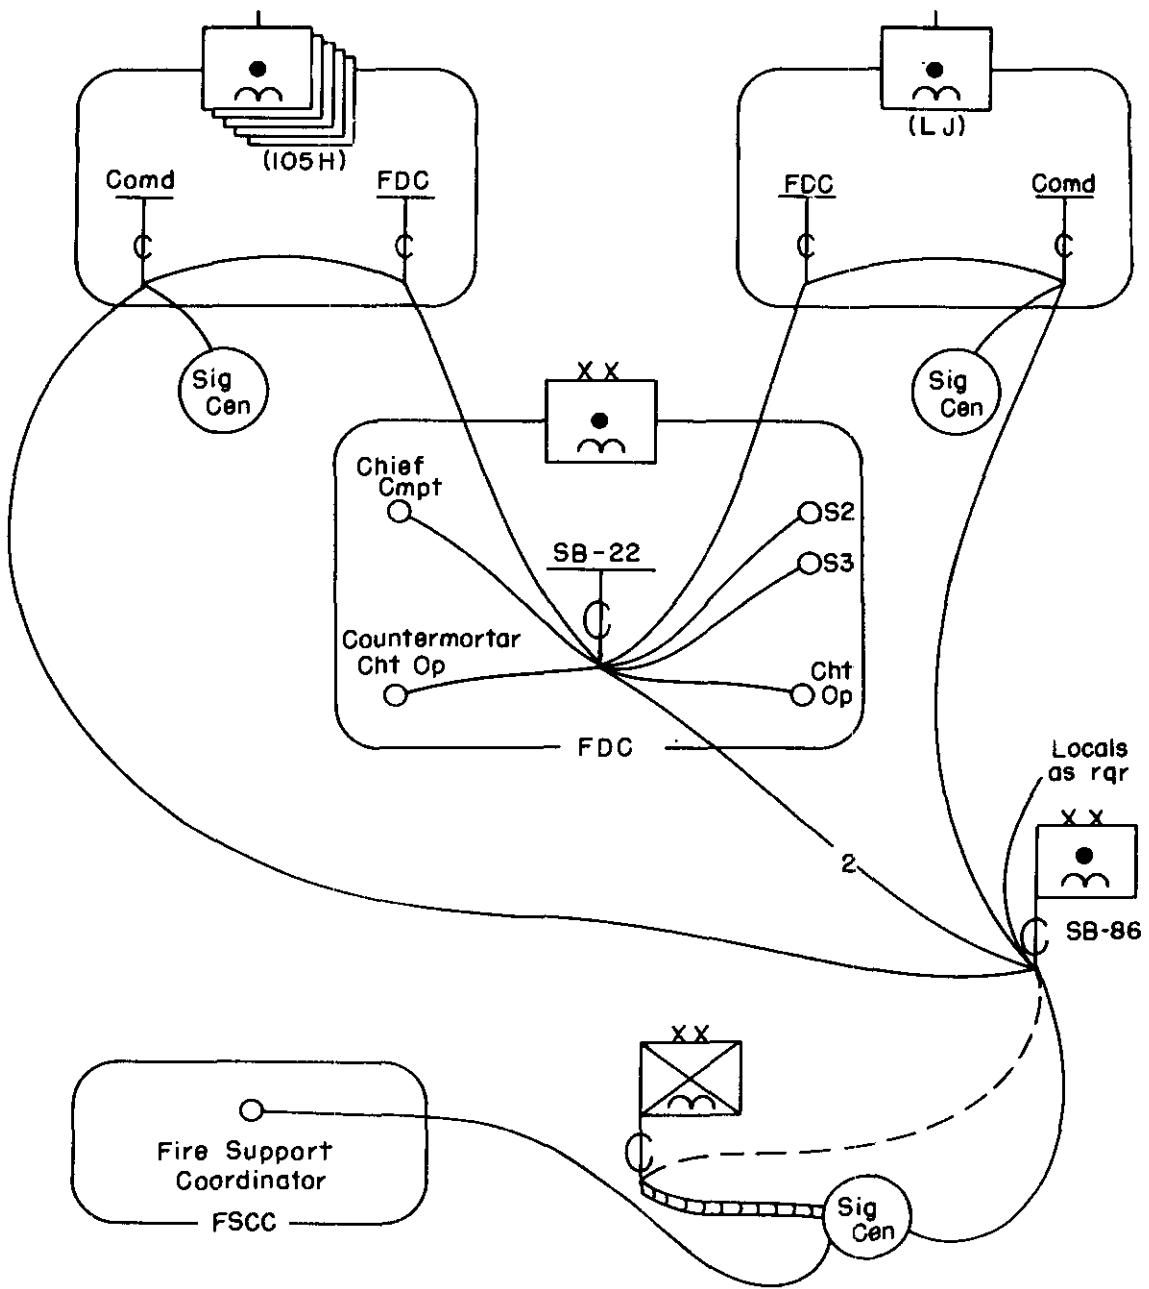 (105H)
Comd
FDC
Sig
Cen
(LJ)
FDC
Comd
Sig
Cen
XX
Chief
Cmpt
S2
SB-22
S3
Countermortar
Cht Op
Cht
Op
FDC
Locals
as rqr
XX
2
SB-86
XX
Fire Support
Coordinator
FSCC
Sig
Cen